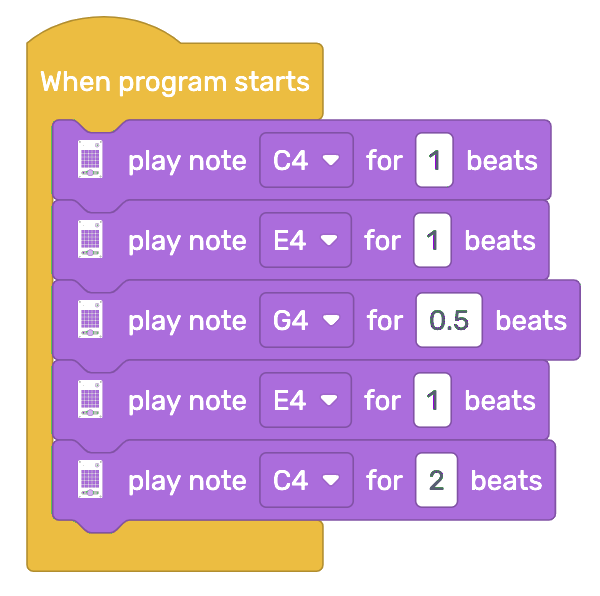 When program starts
play note C4 for 1 beats
play note E4 for 1 beats
play note G4 for 0.5 beats
play note E4 for 1 beats
play note C4 for 2 beats